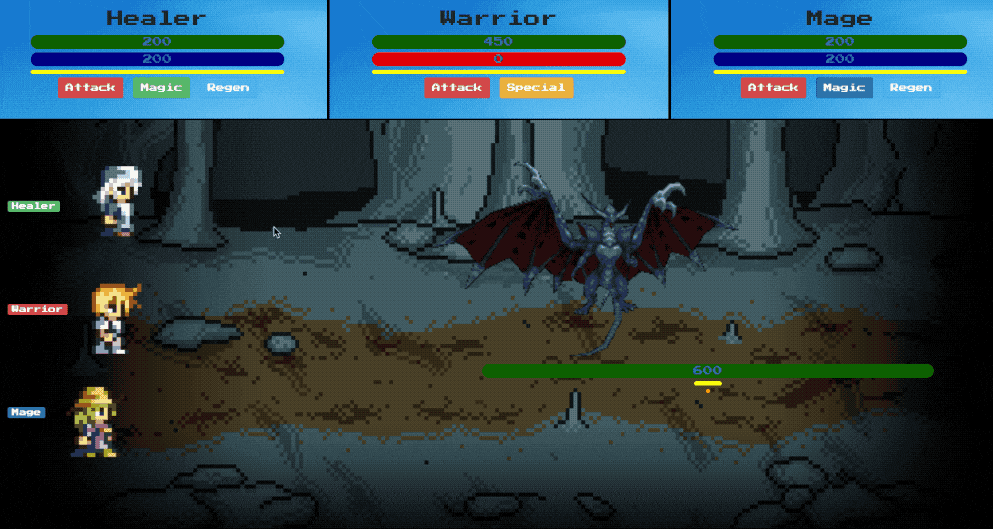 Healer
200
200
Attack Magic Regen
Warrior
450
0
Attack Special
Mage
200
200
Attack Magic Regen
Healer
Warrior
600
Mage